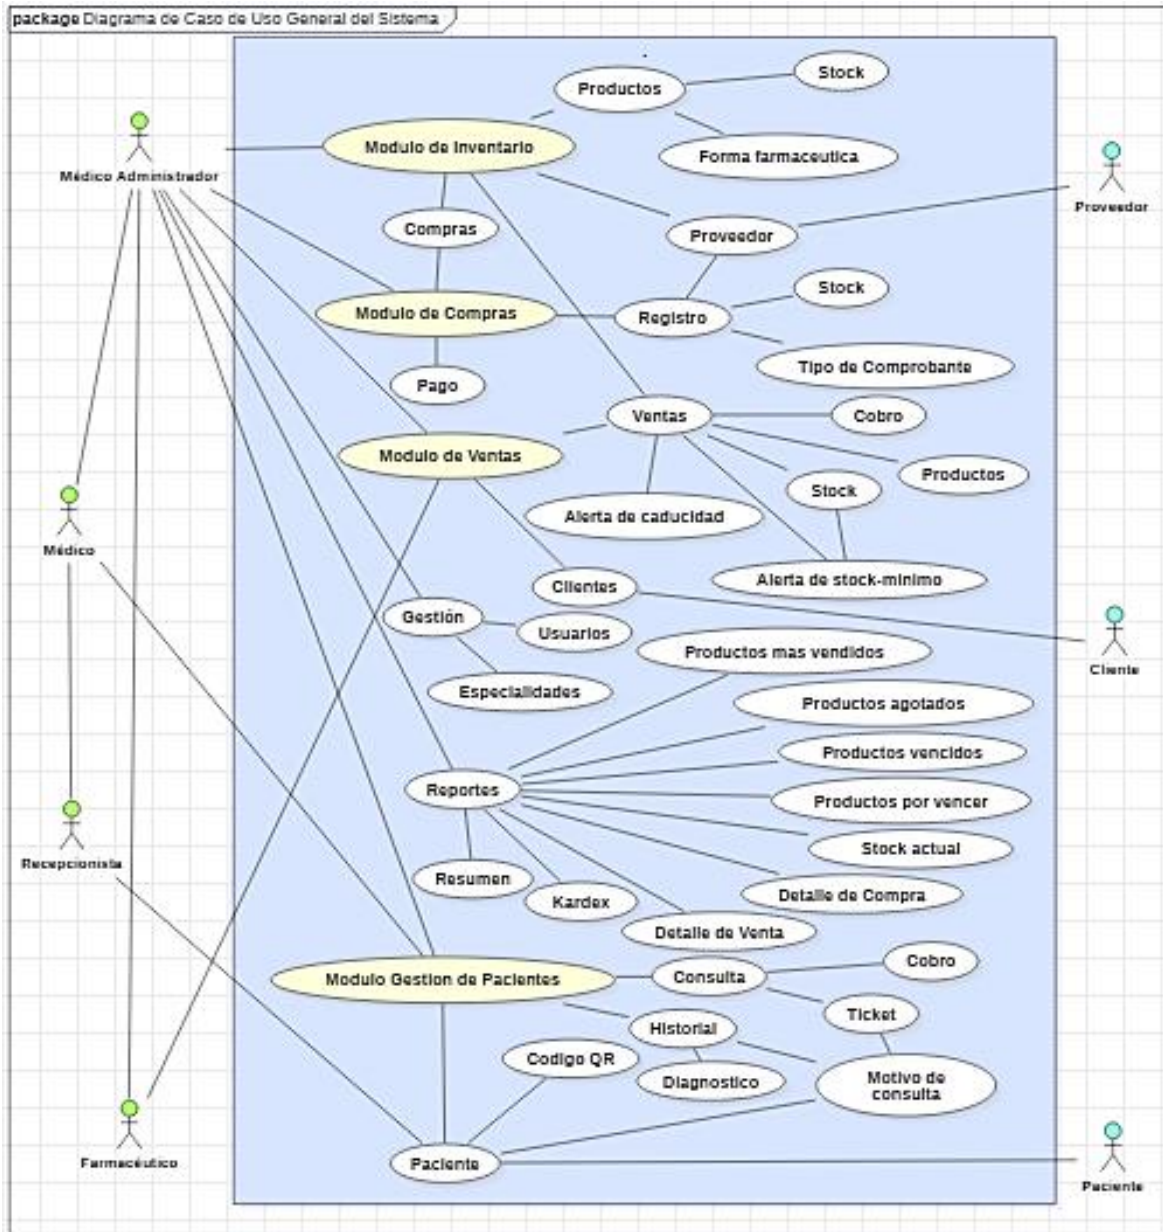 package Diagrama de Caso de Uso General del Sistema
Productos
Stock
Modulo de Inventario
Forma farmaceutica
Médico Administrador
Proveedor
Compras
Proveedor
Stock
Modulo de Compras
Registro
Tipo de Comprobante
Pago
Ventas
Cobro
Modulo de Ventas
Productos
Stock
Alerta de caducidad
Médico
Alerta de stock-minimo
Clientes
Gestión
Usuarios
Productos mas vendidos
Cliente
Especialidades
Productos agotados
Productos vencidos
Reportes
Productos por vencer
Stock actual
Recepcionista
Resumen
Kardex
Detalle de Compra
Detalle de Venta
Cobro
Modulo Gestion de Pacientes
Consulta
Ticket
Historial
Codigo QR
Diagnostico
Motivo de
consulta
Farmacéutico
Paciente
Paciente